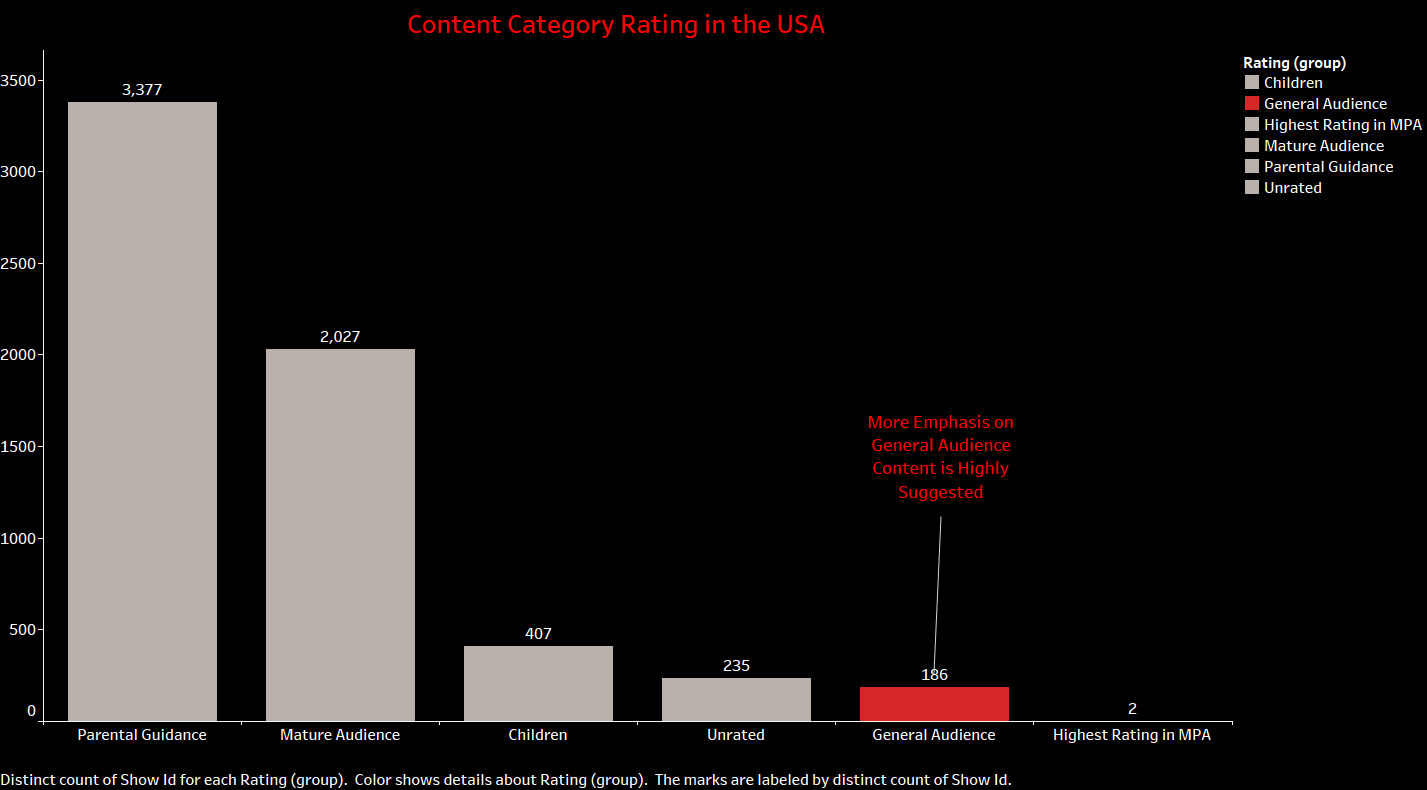 Content Category Rating in the USA
Rating (group)
Children
General Audience
Highest Rating in MPA
Mature Audience
Parental Guidance
Unrated
3500
3000
2500
2000
1500
1000
500
0
3,377
2,027
407
235
186
2
More Emphasis on
General Audience
Content is Highly
Suggested
Parental Guidance
Mature Audience
Children
Unrated
General Audience
Highest Rating in MPA
Distinct count of Show Id for each Rating (group).  Color shows details about Rating (group).  The marks are labeled by distinct count of Show Id.